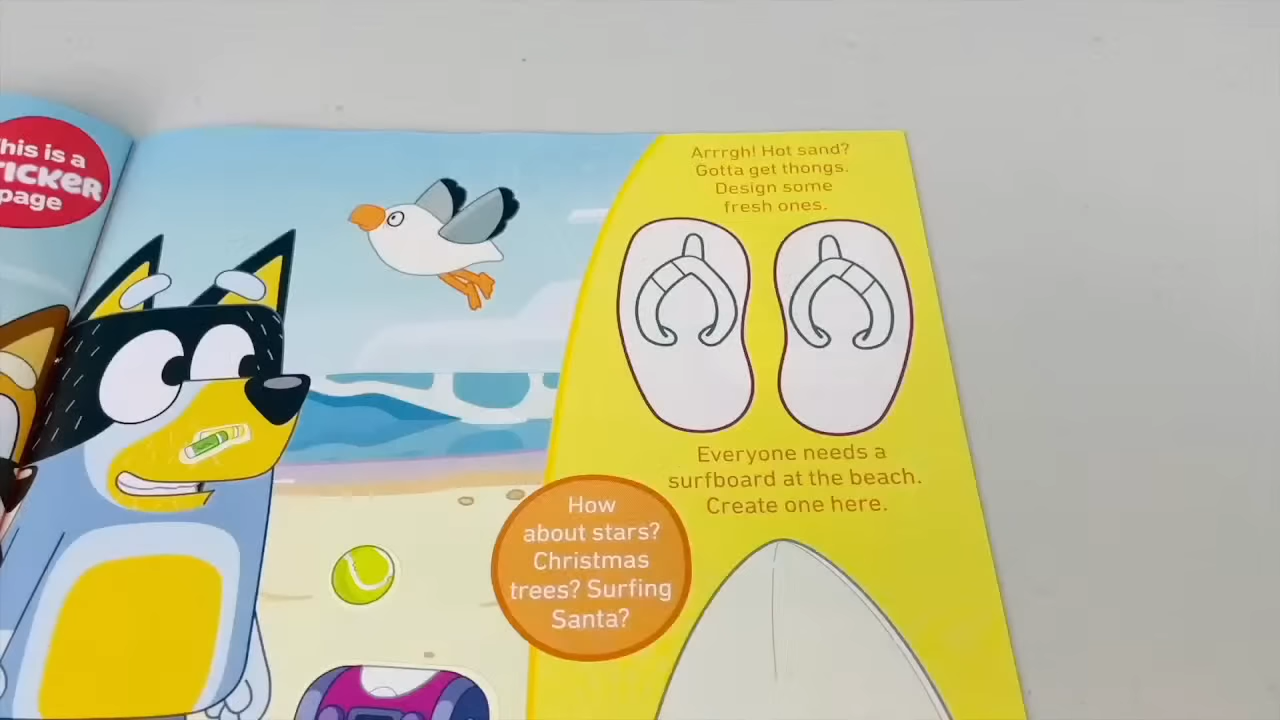 his is a
TICKER
page
Arrrgh! Hot sand?
Gotta get thongs.
Design some
fresh ones.
Everyone needs a
surfboard at the beach.
Create one here.
How
about stars?
Christmas
trees? Surfing
Santa?